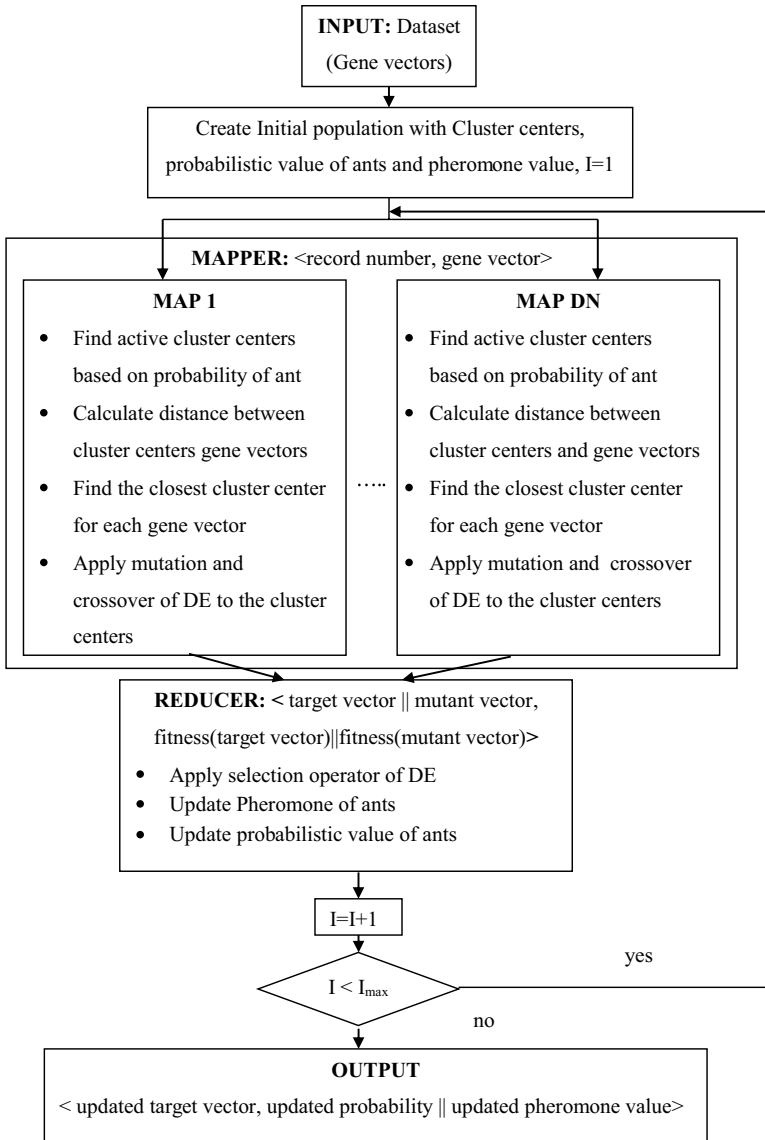 INPUT: Dataset
(Gene vectors)
Create Initial population with Cluster centers,
probabilistic value of ants and pheromone value, I=1
MAPPER: <record number, gene vector>
MAP 1
• Find active cluster centers
based on probability of ant
• Calculate distance between
cluster centers gene vectors
• Find the closest cluster center
for each gene vector
• Apply mutation and
crossover of DE to the cluster
centers
.....
MAP DN
• Find active cluster centers
based on probability of ant
• Calculate distance between
cluster centers and gene vectors
• Find the closest cluster center
for each gene vector
• Apply mutation and crossover
of DE to the cluster centers
REDUCER: < target vector || mutant vector,
fitness(target vector)||fitness(mutant vector)>
• Apply selection operator of DE
• Update Pheromone of ants
• Update probabilistic value of ants
I=I+1
I < Imax
yes
no
OUTPUT
< updated target vector, updated probability || updated pheromone value>